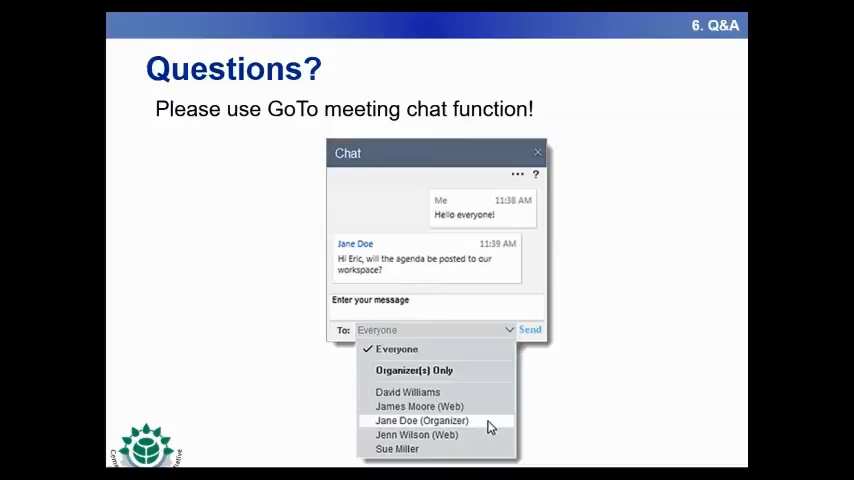 6. Q&A
Questions?
Please use GoTo meeting chat function!
Chat
Me 11:38 AM
Hello everyone!
Jane Doe 11:39 AM
Hi Eric, will the agenda be posted to our
workspace?
Enter your message
To: Everyone Send
Everyone
Organizer(s) Only
David Williams
James Moore (Web)
Jane Doe (Organizer)
Jenn Wilson (Web)
Sue Miller